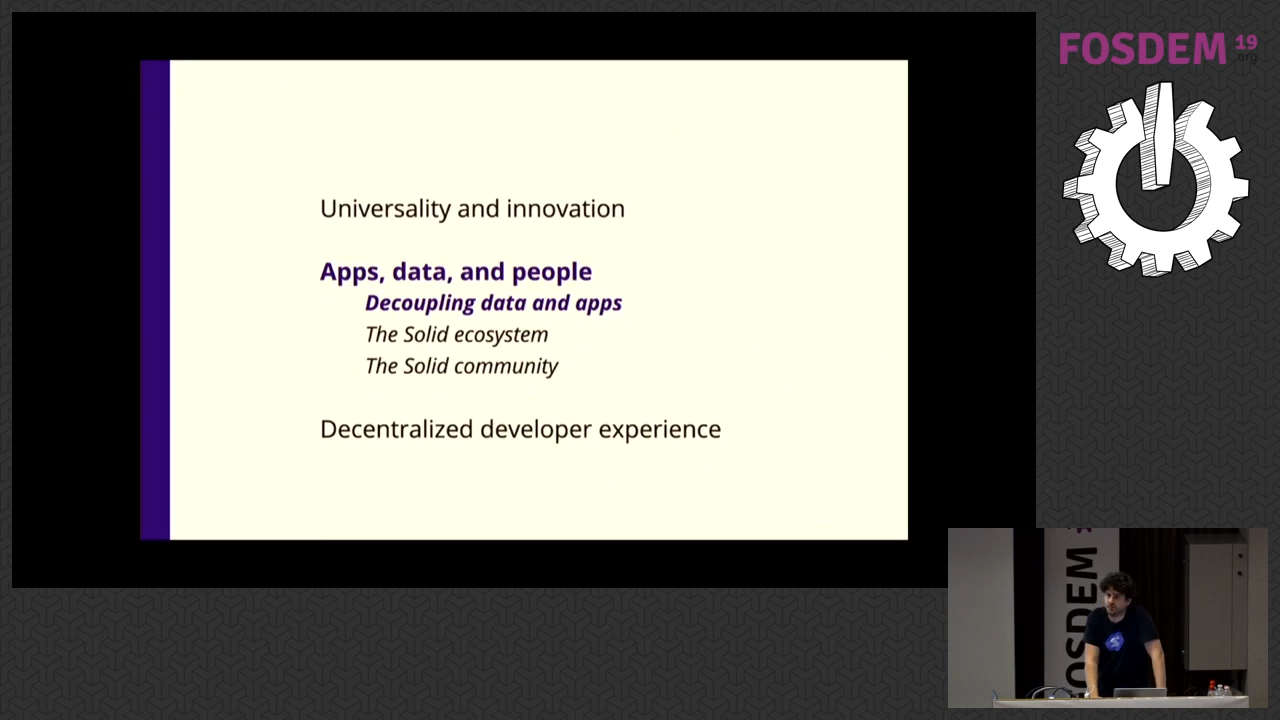 FOSDEM 19
.org
Universality and innovation
Apps, data, and people
Decoupling data and apps
The Solid ecosystem
The Solid community
Decentralized developer experience
OSDEM